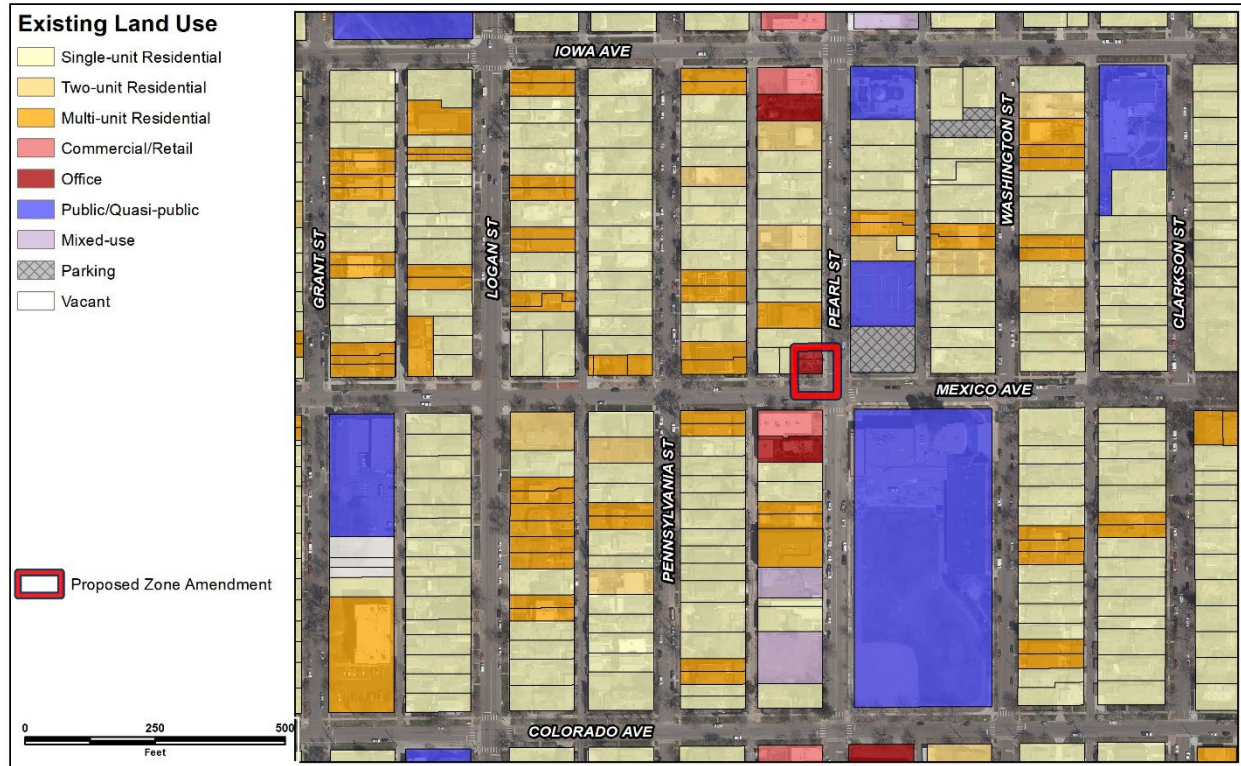 Existing Land Use
Single-unit Residential
Two-unit Residential
Multi-unit Residential
Commercial/Retail
Office
Public/Quasi-public
Mixed-use
Parking
Vacant
Proposed Zone Amendment
0 250 500
Feet
IOWA AVE
GRANT ST
LOGAN ST
PENNSYLVANIA ST
PEARL ST
WASHINGTON ST
CLARKSON ST
MEXICO AVE
COLORADO AVE